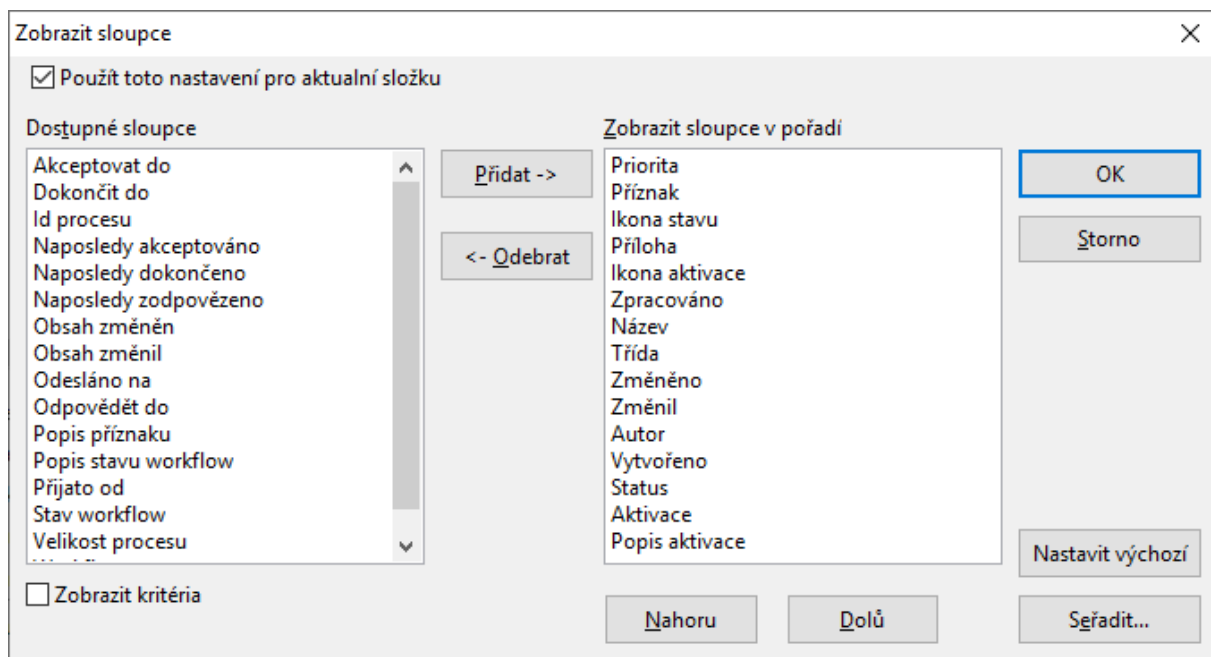 Zobrazit sloupce
Použít toto nastavení pro aktualní složku
Dostupné sloupce
Akceptovat do
Dokončit do
Id procesu
Naposledy akceptováno
Naposledy dokončeno
Naposledy zodpovězeno
Obsah změněn
Obsah změnil
Odesláno na
Odpovědět do
Popis příznaku
Popis stavu workflow
Přijato od
Stav workflow
Velikost procesu
Zobrazit kritéria
Přidat ->
<- Odebrat
Zobrazit sloupce v pořadí
Priorita
Příznak
Ikona stavu
Příloha
Ikona aktivace
Zpracováno
Název
Třída
Změněno
Změnil
Autor
Vytvořeno
Status
Aktivace
Popis aktivace
Nahoru
Dolů
OK
Storno
Nastavit výchozí
Seřadit...